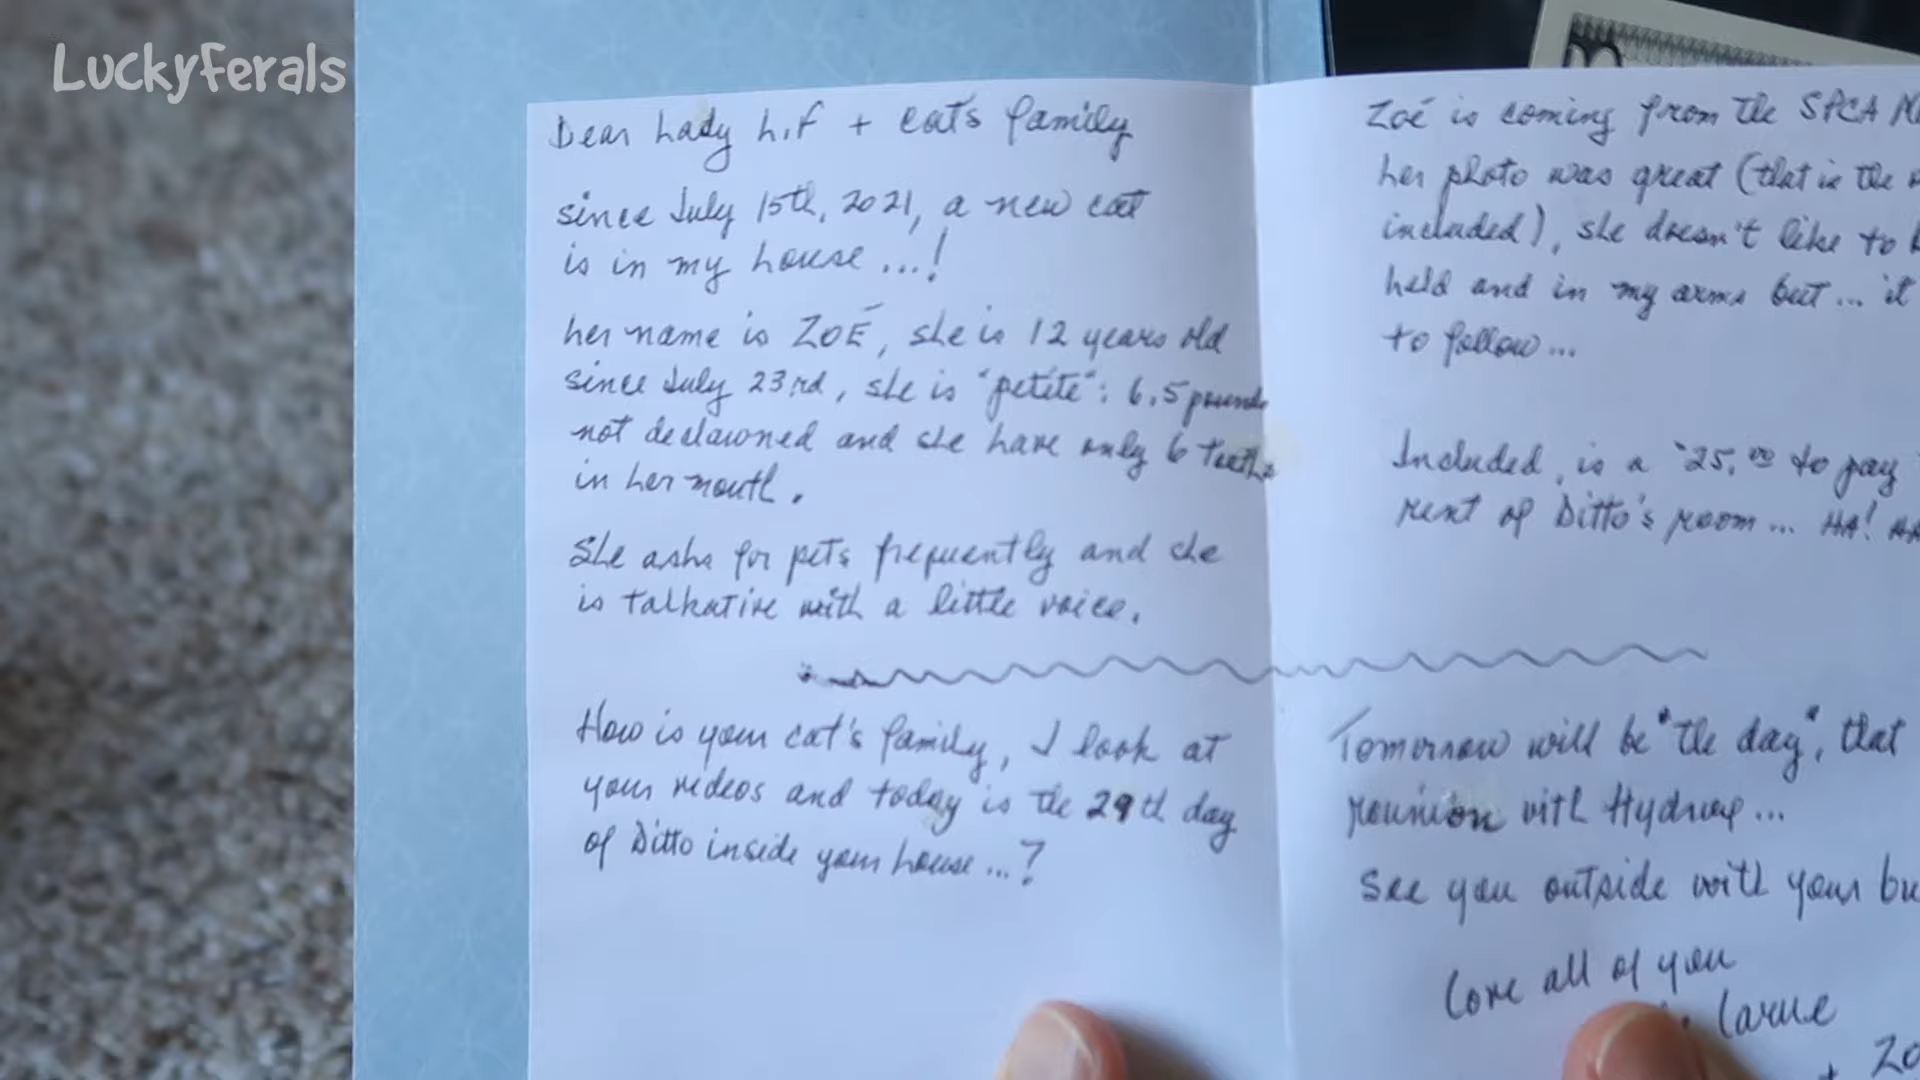 LuckyFerals
Dear Lady L.F + cats family
since July 15th, 2021, a new cat
is in my house ...!
her name is ZOÉ, she is 12 years old
since July 23rd, she is "petite": 6.5 pounds
not declawned and she have only 6 teeths
in her mouth.
She asks for pets frequently and she
is talkative with a little voice.
How is your cat's family, I look at
your videos and today is the 29th day
of Ditto inside your house ...?
Zoé is coming from the SPCA
her photo was great (that is the
included), she doesn't like to
held and in my arms but... it
to follow...
Included, is a 25.00 to pay
rent of Ditto's room... HA!
Tomorrow will be "the day", that
reunion with Hydrox...
See you outside with your
Love all of you
Larue
+